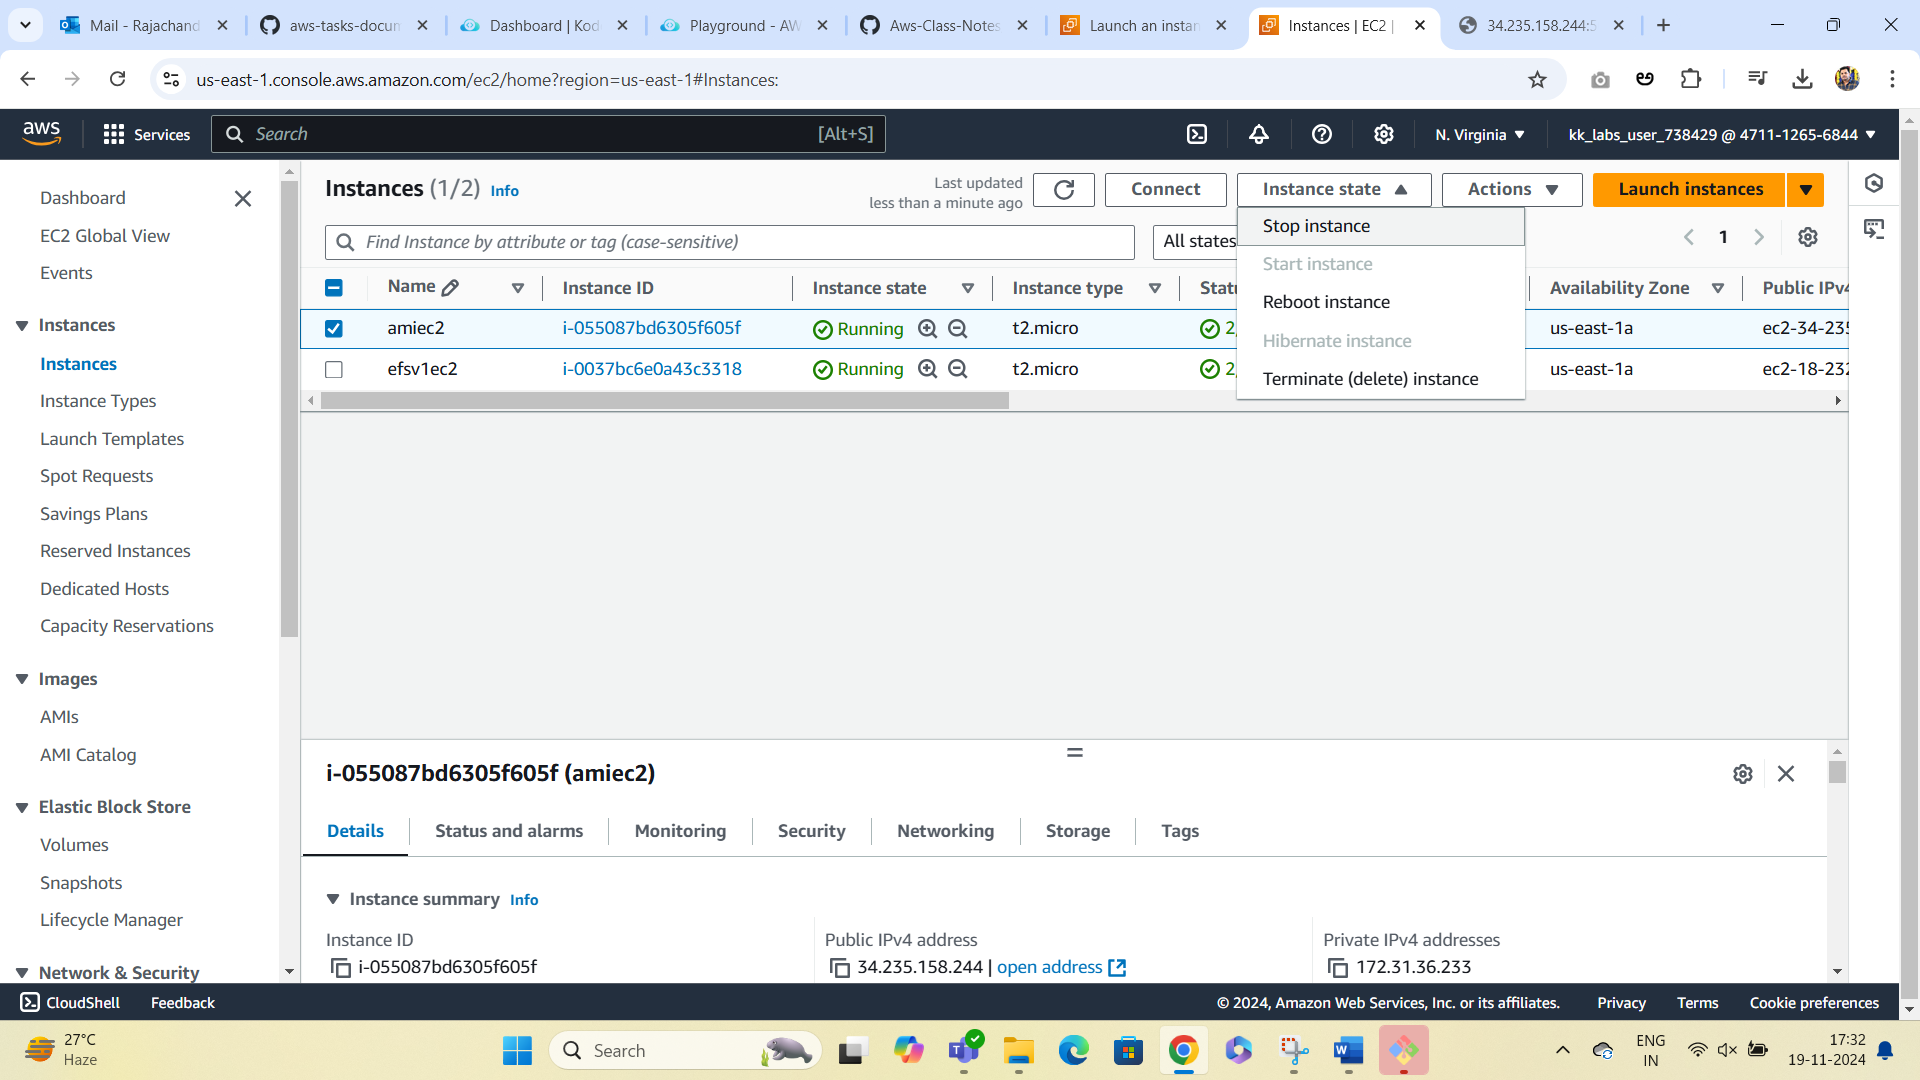 Mail - Rajachand
aws-tasks-docum
Dashboard | Kod
Playground - AW
Aws-Class-Notes
Launch an instan
Instances | EC2 |
34.235.158.244:5
us-east-1.console.aws.amazon.com/ec2/home?region=us-east-1#Instances:
aws
Services
Search
[Alt+S]
N. Virginia
kk_labs_user_738429 @ 4711-1265-6844
Dashboard
EC2 Global View
Events
Instances
Instances
Instance Types
Launch Templates
Spot Requests
Savings Plans
Reserved Instances
Dedicated Hosts
Capacity Reservations
Images
AMIs
AMI Catalog
Elastic Block Store
Volumes
Snapshots
Lifecycle Manager
Network & Security
Instances (1/2) Info
Last updated
less than a minute ago
Connect
Instance state
Actions
Launch instances
Find Instance by attribute or tag (case-sensitive)
All states
1
Stop instance
Start instance
Reboot instance
Hibernate instance
Terminate (delete) instance
Name Instance ID Instance state Instance type Statu Availability Zone Public IPv4
amiec2 i-055087bd6305f605f Running t2.micro 2, us-east-1a ec2-34-235
efsv1ec2 i-0037bc6e0a43c3318 Running t2.micro 2, us-east-1a ec2-18-232
i-055087bd6305f605f (amiec2)
Details Status and alarms Monitoring Security Networking Storage Tags
Instance summary Info
Instance ID
i-055087bd6305f605f
Public IPv4 address
34.235.158.244 | open address
Private IPv4 addresses
172.31.36.233
CloudShell Feedback
© 2024, Amazon Web Services, Inc. or its affiliates. Privacy Terms Cookie preferences
27°C
Haze
Search
ENG
IN
17:32
19-11-2024